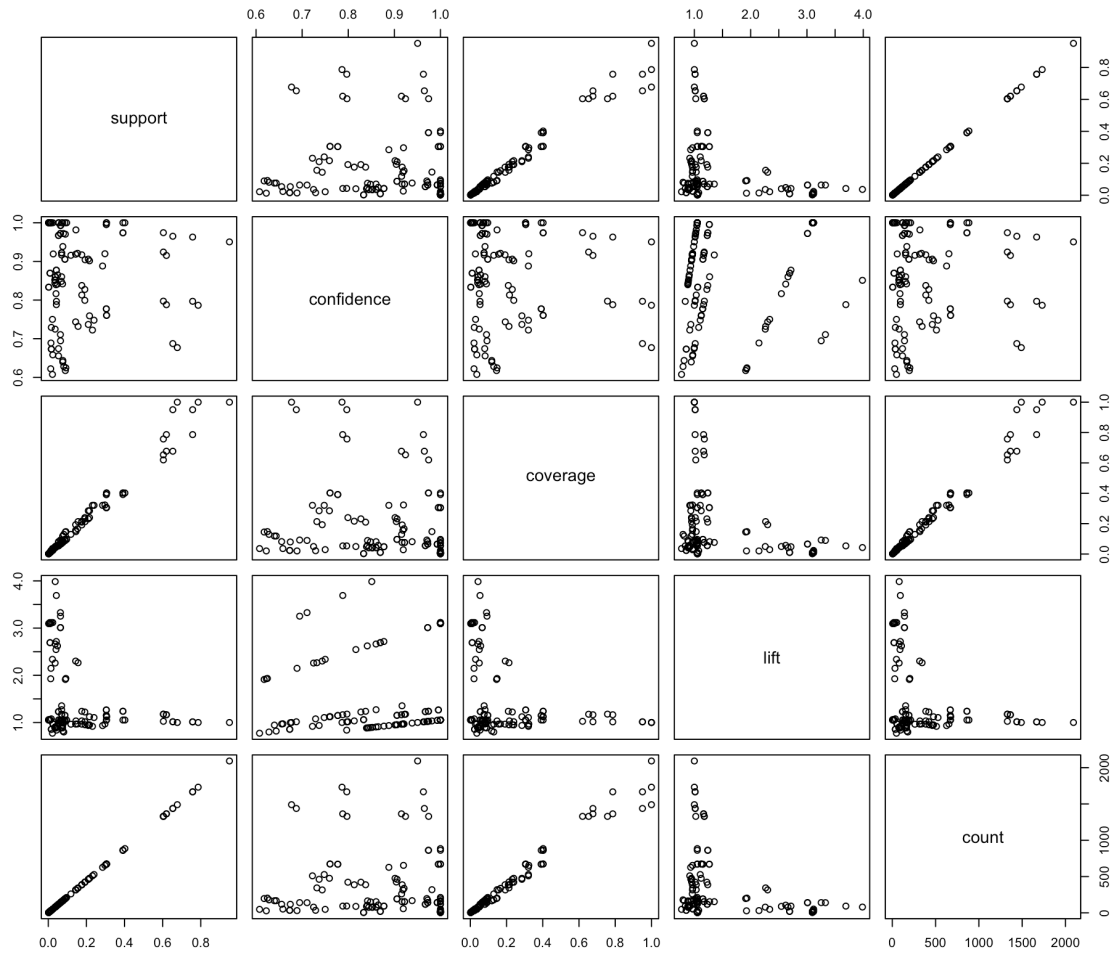 0.6 0.7 0.8 0.9 1.0 1.0 2.0 3.0 4.0
support
0.0 0.2 0.4 0.6 0.8
0.6 0.7 0.8 0.9 1.0
confidence
coverage
0.0 0.2 0.4 0.6 0.8 1.0
1.0 2.0 3.0 4.0
lift
count
0 500 1000 2000
0.0 0.2 0.4 0.6 0.8 0.0 0.2 0.4 0.6 0.8 1.0 0 500 1000 1500 2000